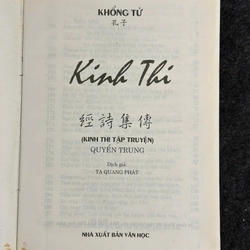 KHỔNG TỬ
孔子
Kinh Thi
經詩集傳
(KINH THI TẬP TRUYỆN)
QUYỂN TRUNG
Dịch giả
TẠ QUANG PHÁT
NHÀ XUẤT BẢN VĂN HỌC